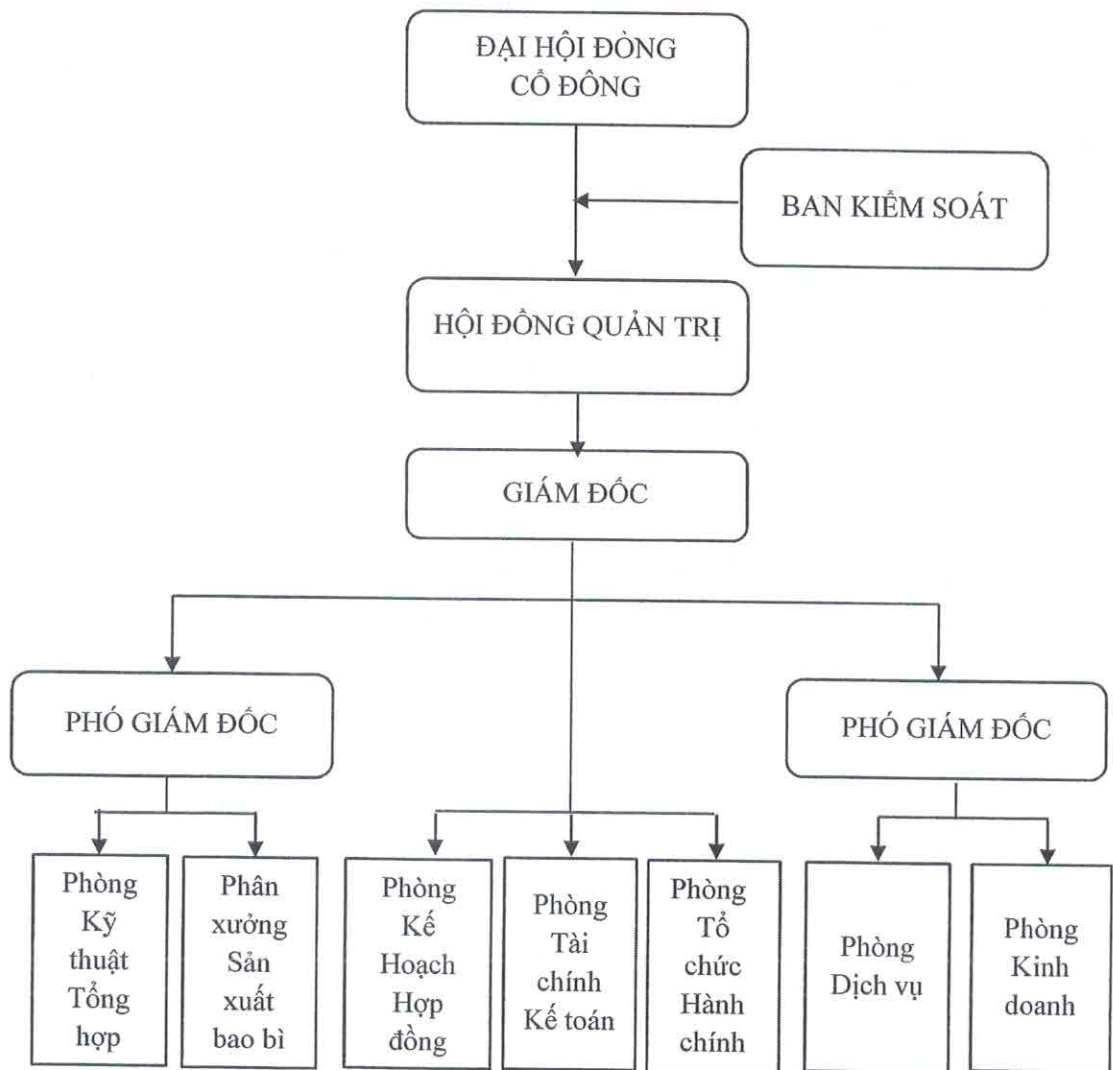 ĐẠI HỘI ĐỒNG
CỔ ĐÔNG
BAN KIỂM SOÁT
HỘI ĐỒNG QUẢN TRỊ
GIÁM ĐỐC
PHÓ GIÁM ĐỐC
PHÓ GIÁM ĐỐC
Phòng
Kỹ
thuật
Tổng
hợp
Phân
xưởng
Sản
xuất
bao bì
Phòng
Kế
Hoạch
Hợp
đồng
Phòng
Tài
chính
Kế toán
Phòng
Tổ
chức
Hành
chính
Phòng
Dịch vụ
Phòng
Kinh
doanh